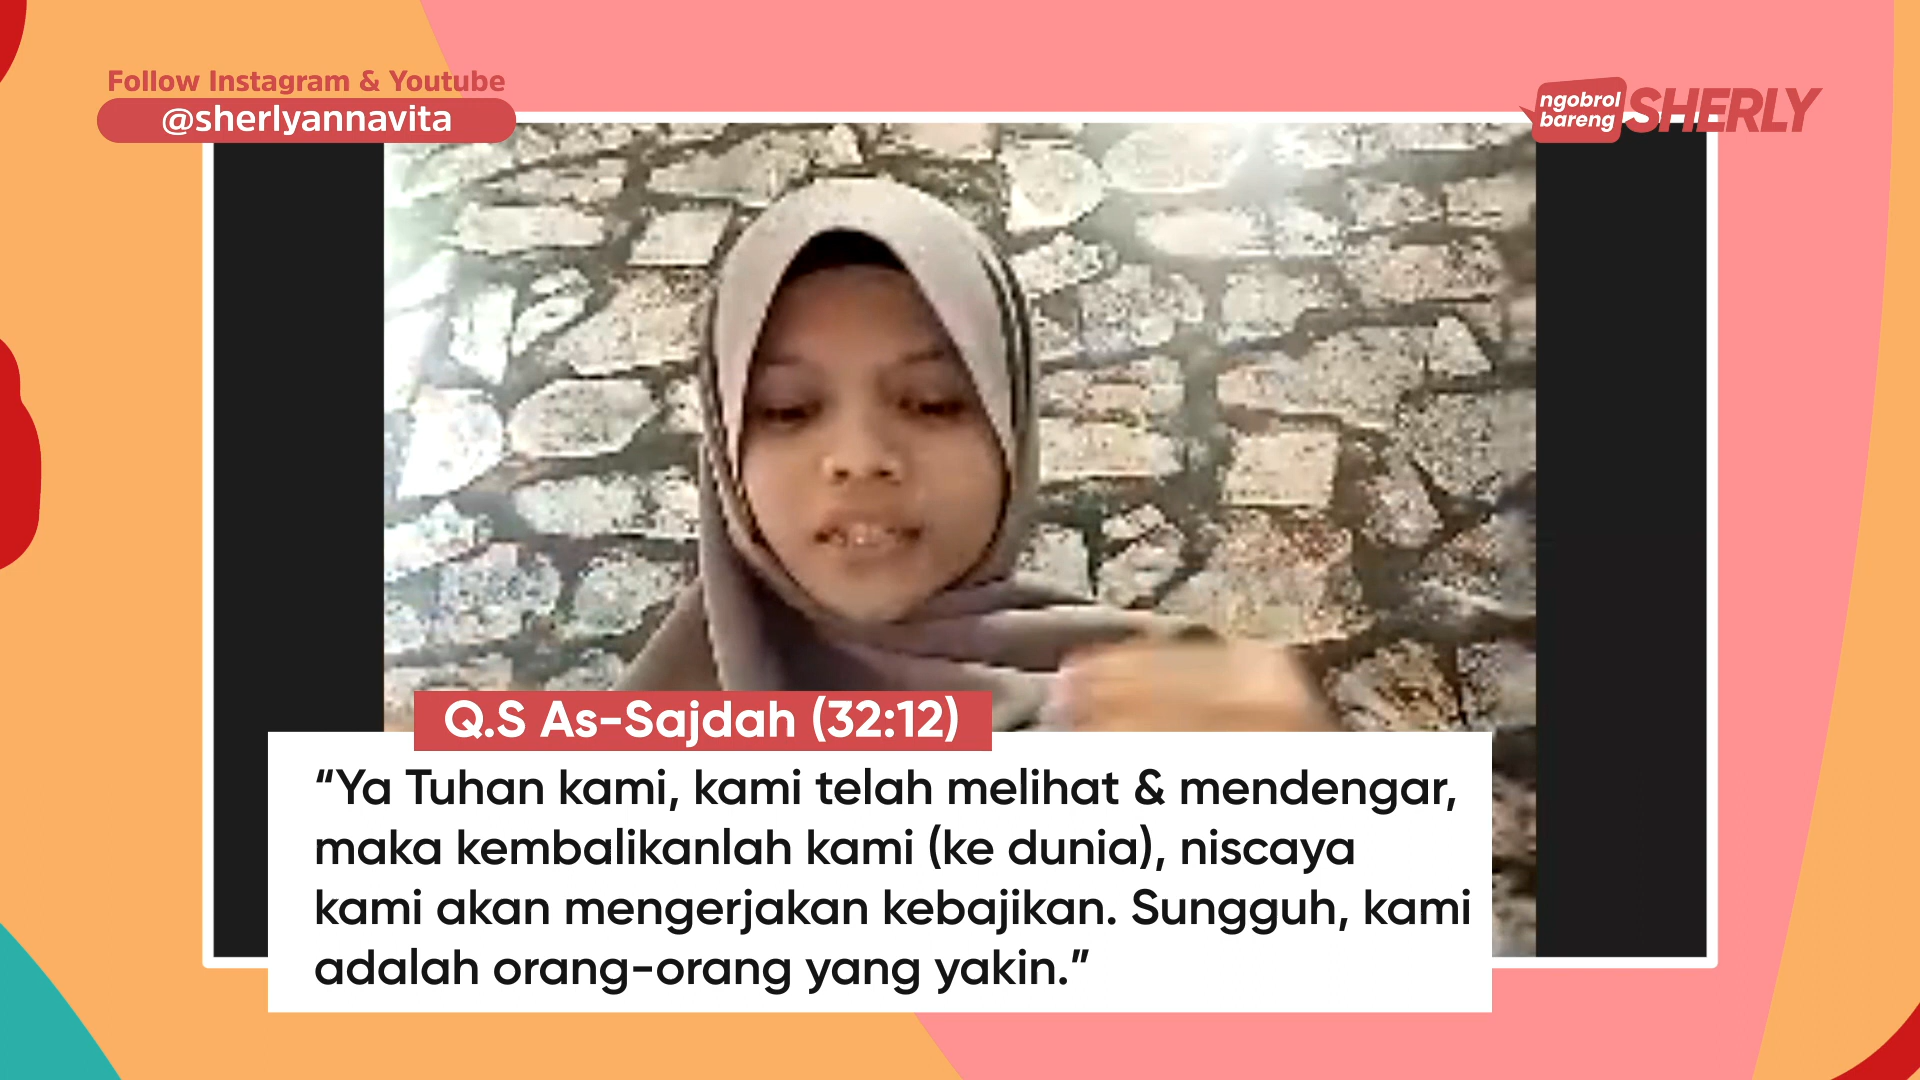 Follow Instagram & Youtube
@sherlyannavita
ngobrol
bareng
SHERLY
Q.S As-Sajdah (32:12)
“Ya Tuhan kami, kami telah melihat & mendengar,
maka kembalikanlah kami (ke dunia), niscaya
kami akan mengerjakan kebajikan. Sungguh, kami
adalah orang-orang yang yakin.”